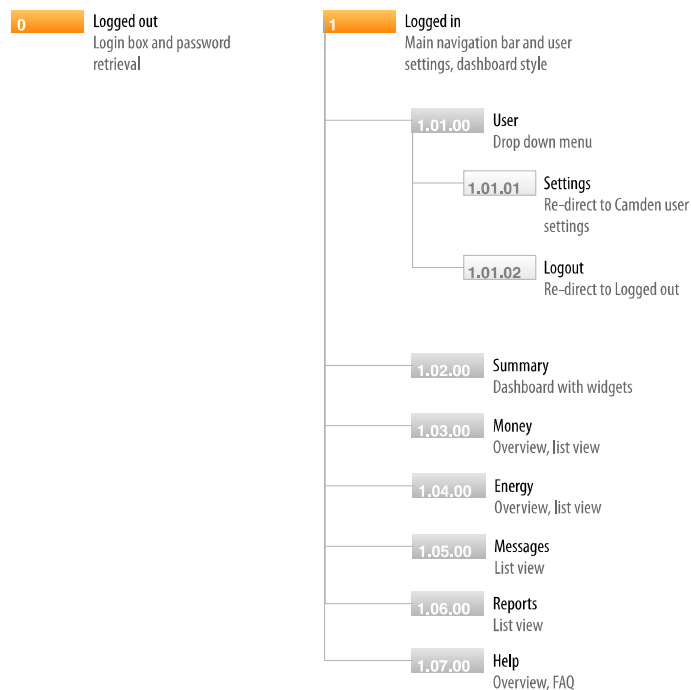 0
Logged out
Login box and password
retrieval
1
Logged in
Main navigation bar and user
settings, dashboard style
1.01.00
User
Drop down menu
1.01.01
Settings
Re-direct to Camden user
settings
1.01.02
Logout
Re-direct to Logged out
1.02.00
Summary
Dashboard with widgets
1.03.00
Money
Overview, list view
1.04.00
Energy
Overview, list view
1.05.00
Messages
List view
1.06.00
Reports
List view
1.07.00
Help
Overview, FAQ